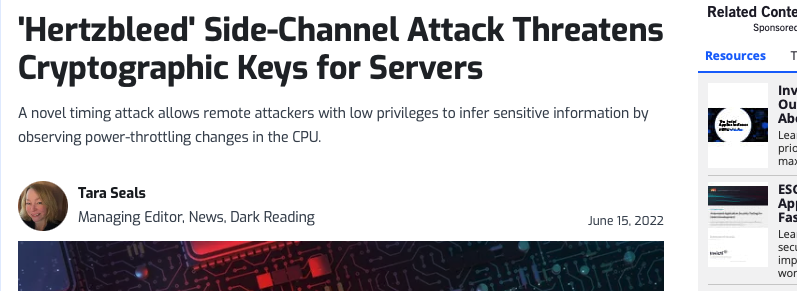 'Hertzbleed' Side-Channel Attack Threatens
Cryptographic Keys for Servers
A novel timing attack allows remote attackers with low privileges to infer sensitive information by
observing power-throttling changes in the CPU.
Tara Seals
Managing Editor, News, Dark Reading
June 15, 2022
Related Conte
Sponsored
Resources
T
Inv
Ou
Abo
Lea
prio
max
ESG
App
Fas
Lea
secu
imp
wor